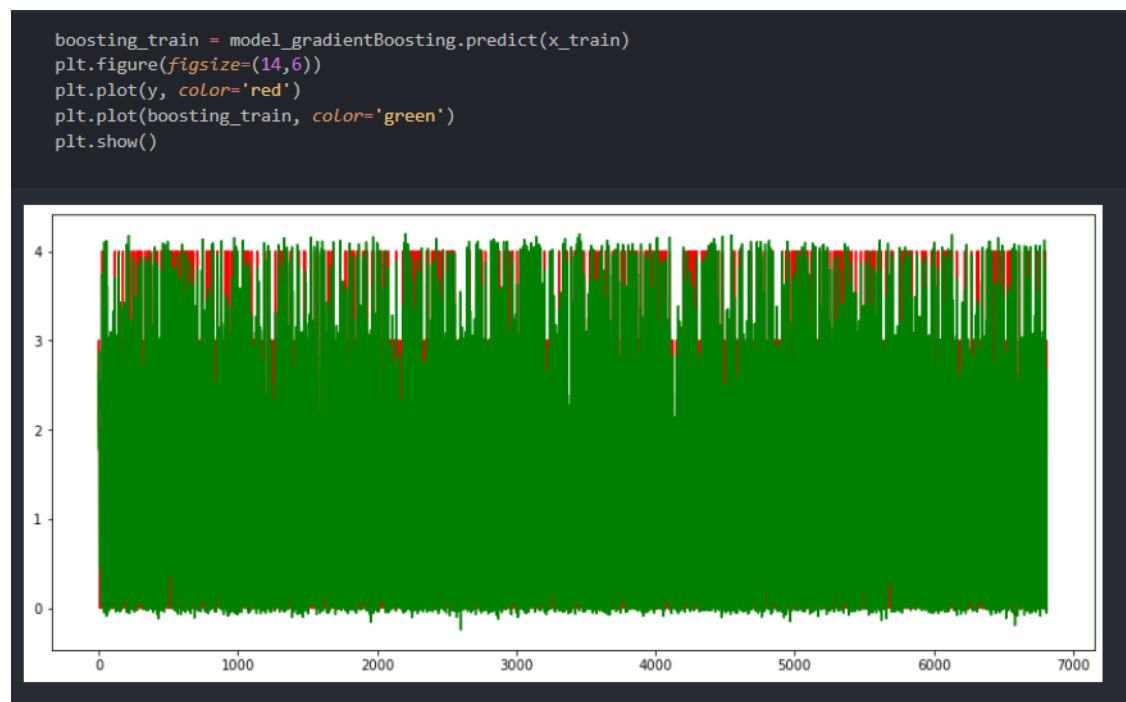 boosting_train = model_gradientBoosting.predict(x_train)
plt.figure(figsize=(14,6))
plt.plot(y, color='red')
plt.plot(boosting_train, color='green')
plt.show()
4
3
2
1
0
0 1000 2000 3000 4000 5000 6000 7000